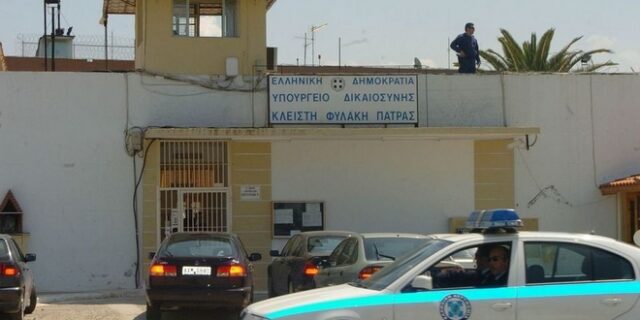 ΕΛΛΗΝΙΚΗ ΔΗΜΟΚΡΑΤΙΑ
ΥΠΟΥΡΓΕΙΟ ΔΙΚΑΙΟΣΥΝΗΣ
ΚΛΕΙΣΤΗ ΦΥΛΑΚΗ ΠΑΤΡΑΣ